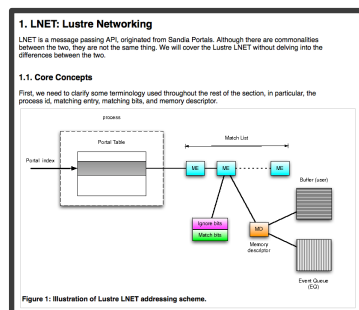 1. LNET: Lustre Networking
LNET is a message passing API, originated from Sandia Portals. Although there are commonalities
between the two, they are not the same thing. We will cover the Lustre LNET without delving into the
differences between the two.
1.1. Core Concepts
First, we need to clarify some terminology used throughout the rest of the section, in particular, the
process id, matching entry, matching bits, and memory descriptor.
process
Portal Table
Match List
Portal Index
ME
ME
ME
Buffer (user)
Ignore bits
Match bits
MD
Memory
descriptor
Event Queue
(EQ)
Figure 1: Illustration of Lustre LNET addressing scheme.